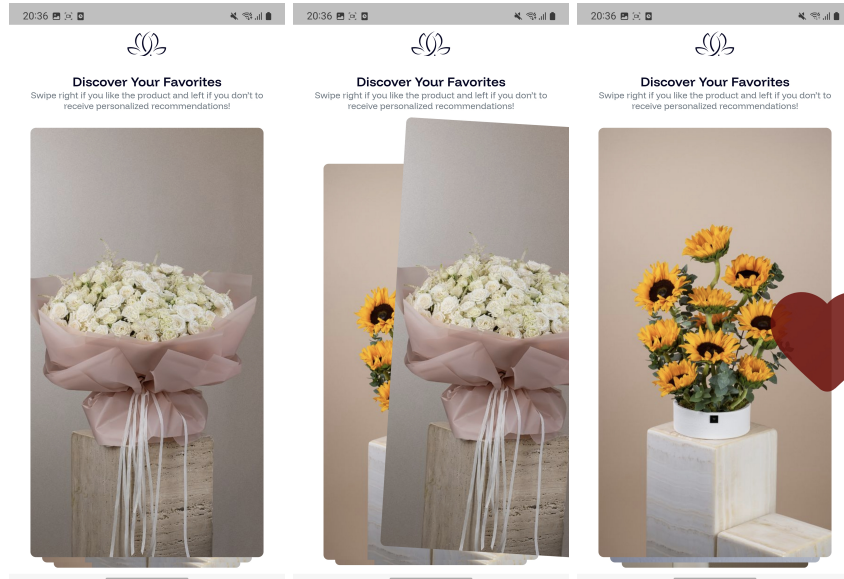 20:36
Discover Your Favorites
Swipe right if you like the product and left if you don't to
receive personalized recommendations!
20:36
Discover Your Favorites
Swipe right if you like the product and left if you don't to
receive personalized recommendations!
20:36
Discover Your Favorites
Swipe right if you like the product and left if you don't to
receive personalized recommendations!